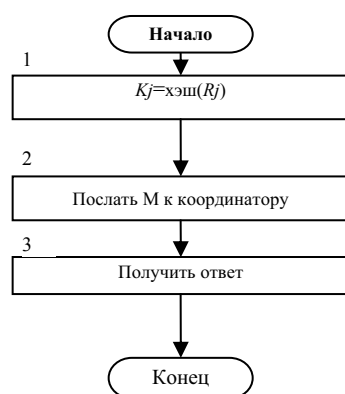 Начало
1
Kj=хэш(Rj)
2
Послать М к координатору
3
Получить ответ
Конец